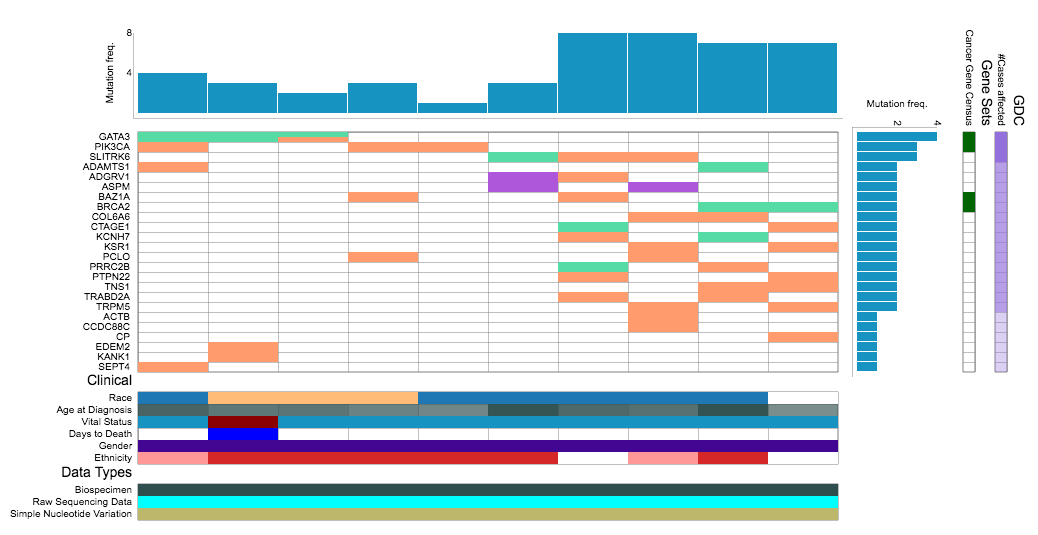 8
4
Mutation freq.
GATA3
PIK3CA
SLITRK6
ADAMTS1
ADGRV1
ASPM
BAZ1A
BRCA2
COL6A6
CTAGE1
KCNH7
KSR1
PCLO
PRRC2B
PTPN22
TNS1
TRABD2A
TRPM5
ACTB
CCDC88C
CP
EDEM2
KANK1
SEPT4
Mutation freq.
2
4
Cancer Gene Census
Gene Sets
#Cases affected
GDC
Clinical
Race
Age at Diagnosis
Vital Status
Days to Death
Gender
Ethnicity
Data Types
Biospecimen
Raw Sequencing Data
Simple Nucleotide Variation